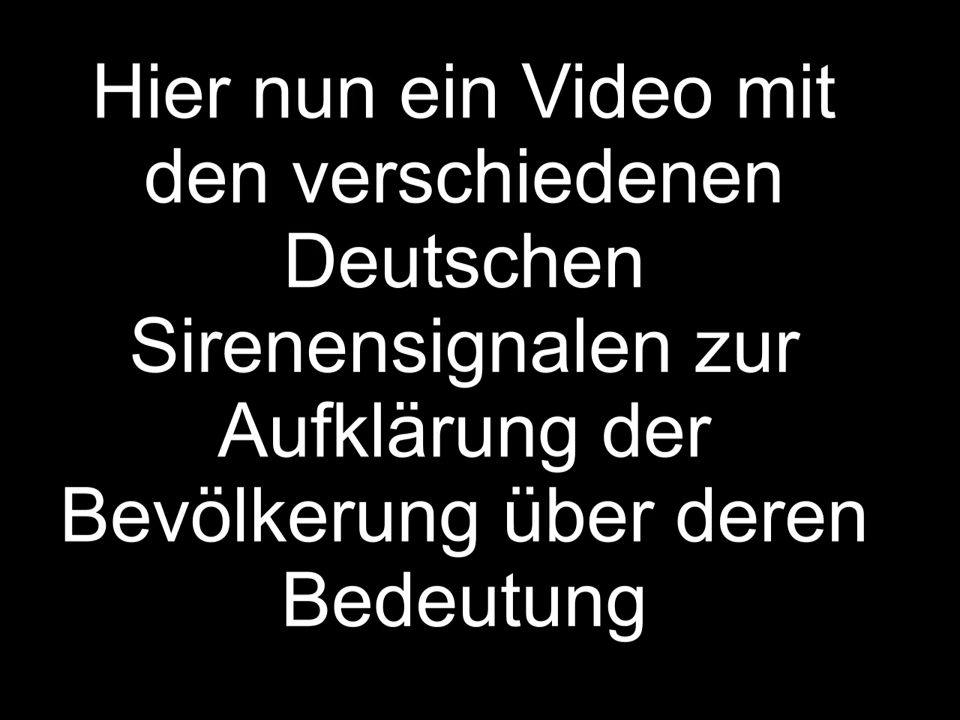 Hier nun ein Video mit
den verschiedenen
Deutschen
Sirenensignalen zur
Aufklärung der
Bevölkerung über deren
Bedeutung